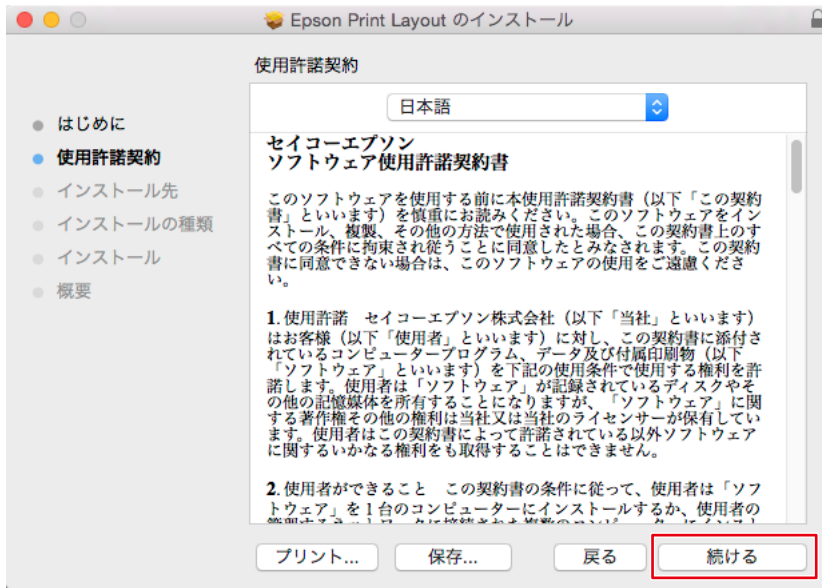 Epson Print Layout のインストール
使用許諾契約
はじめに
使用許諾契約
インストール先
インストールの種類
インストール
概要
日本語
セイコーエプソン
ソフトウェア使用許諾契約書
このソフトウェアを使用する前に本使用許諾契約書（以下「この契約
書」といいます）を慎重にお読みください。このソフトウェアをイン
ストール、複製、その他の方法で使用された場合、この契約書上のす
べての条件に拘束され従うことに同意したとみなされます。この契約
書に同意できない場合は、このソフトウェアの使用をご遠慮くださ
い。
1. 使用許諾　セイコーエプソン株式会社（以下「当社」といいます）
はお客様（以下「使用者」といいます）に対し、この契約書に添付さ
れているコンピュータープログラム、データ及び付属印刷物（以下
「ソフトウェア」といいます）を下記の使用条件で使用する権利を許
諾します。使用者は「ソフトウェア」が記録されているディスクやそ
の他の記憶媒体を所有することになりますが、「ソフトウェア」に関
する著作権その他の権利は当社又は当社のライセンサーが保有してい
ます。使用者はこの契約書によって許諾されている以外ソフトウェア
に関するいかなる権利をも取得することはできません。
2. 使用者ができること　この契約書の条件に従って、使用者は「ソフ
トウェア」を１台のコンピューターにインストールするか、使用者の
プリント...
保存...
戻る
続ける